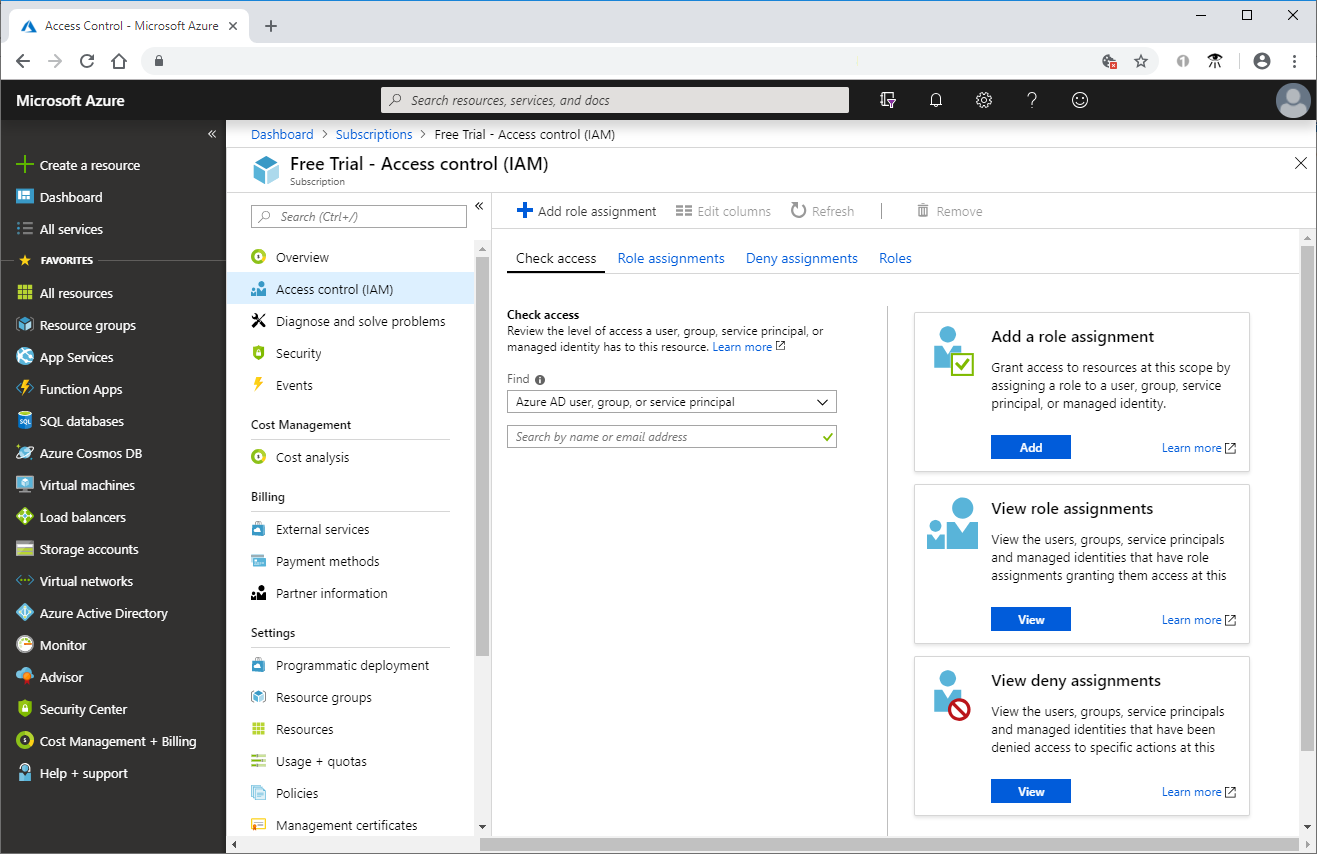 Access Control - Microsoft Azure
Microsoft Azure
Search resources, services, and docs
Create a resource
Dashboard
All services
FAVORITES
All resources
Resource groups
App Services
Function Apps
SQL databases
Azure Cosmos DB
Virtual machines
Load balancers
Storage accounts
Virtual networks
Azure Active Directory
Monitor
Advisor
Security Center
Cost Management + Billing
Help + support
Dashboard > Subscriptions > Free Trial - Access control (IAM)
Free Trial - Access control (IAM)
Subscription
Search (Ctrl+/)
Overview
Access control (IAM)
Diagnose and solve problems
Security
Events
Cost Management
Cost analysis
Billing
External services
Payment methods
Partner information
Settings
Programmatic deployment
Resource groups
Resources
Usage + quotas
Policies
Management certificates
Add role assignment Edit columns Refresh Remove
Check access Role assignments Deny assignments Roles
Check access
Review the level of access a user, group, service principal, or
managed identity has to this resource. Learn more
Find
Azure AD user, group, or service principal
Search by name or email address
Add a role assignment
Grant access to resources at this scope by
assigning a role to a user, group, service
principal, or managed identity.
Add Learn more
View role assignments
View the users, groups, service principals
and managed identities that have role
assignments granting them access at this
View Learn more
View deny assignments
View the users, groups, service principals
and managed identities that have been
denied access to specific actions at this
View Learn more